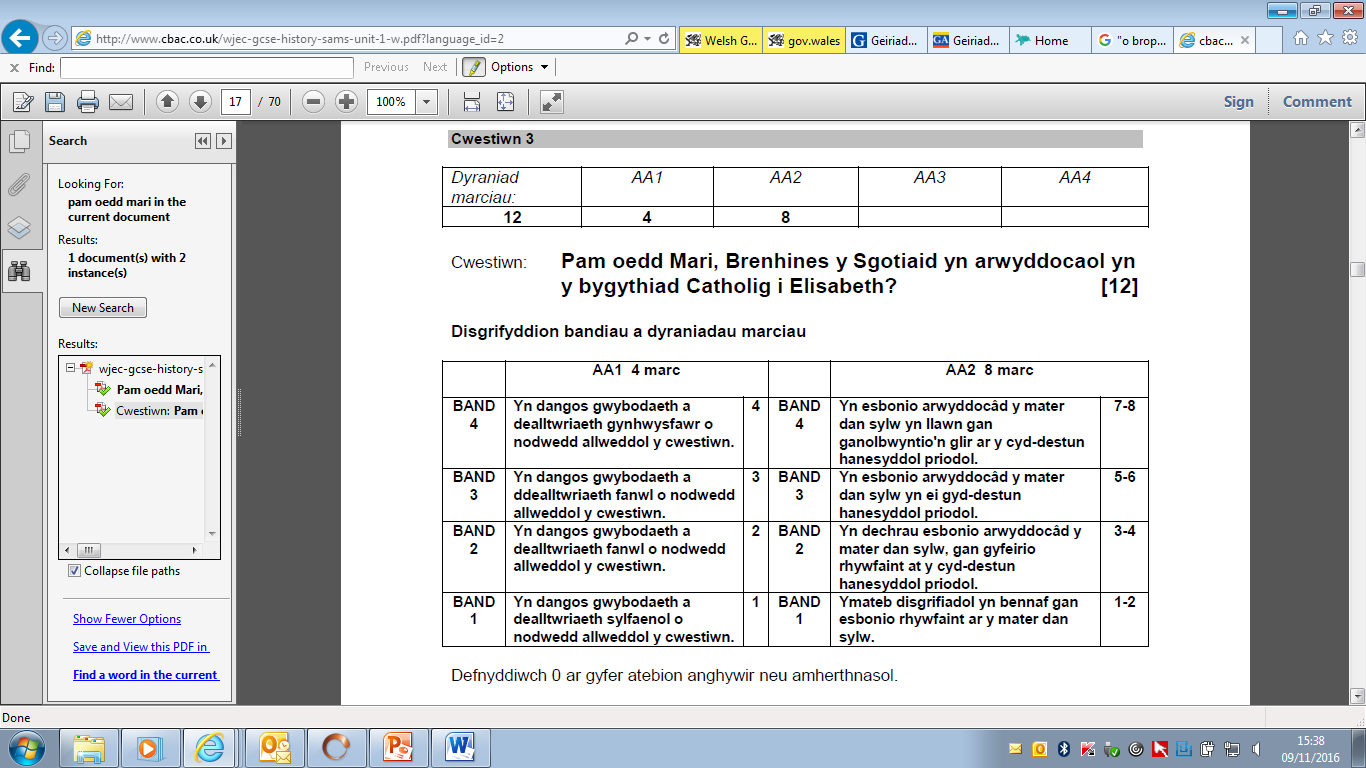 http://www.cbac.co.uk/wjec-gcse-history-sams-unit-1-w.pdf?language_id=2
Welsh G...
gov.wales
Geiriad...
Geiriad...
Home
"o brop...
cbac...
x Find:
Previous Next
Options
17 / 70
100%
Sign
Comment
Search
Looking For:
pam oedd mari in the
current document
Results:
1 document(s) with 2
instance(s)
New Search
Results:
wjec-gcse-history-s
Pam oedd Mari,
Cwestiwn: Pam o
Collapse file paths
Show Fewer Options
Save and View this PDF in
Find a word in the current
Cwestiwn 3
Dyraniad
marciau:
AA1
AA2
AA3
AA4
12
4
8
Cwestiwn: Pam oedd Mari, Brenhines y Sgotiaid yn arwyddocaol yn
y bygythiad Catholig i Elisabeth? [12]
Disgrifyddion bandiau a dyraniadau marciau
AA1 4 marc
AA2 8 marc
BAND
4
Yn dangos gwybodaeth a
dealltwriaeth gynhwysfawr o
nodwedd allweddol y cwestiwn.
4
BAND
4
Yn esbonio arwyddocâd y mater
dan sylw yn llawn gan
ganolbwyntio'n glir ar y cyd-destun
hanesyddol priodol.
7-8
BAND
3
Yn dangos gwybodaeth a
ddealltwriaeth fanwl o nodwedd
allweddol y cwestiwn.
3
BAND
3
Yn esbonio arwyddocâd y mater
dan sylw yn ei gyd-destun
hanesyddol priodol.
5-6
BAND
2
Yn dangos gwybodaeth a
dealltwriaeth fanwl o nodwedd
allweddol y cwestiwn.
2
BAND
2
Yn dechrau esbonio arwyddocâd y
mater dan sylw, gan gyfeirio
rhywfaint at y cyd-destun
hanesyddol priodol.
3-4
BAND
1
Yn dangos gwybodaeth a
dealltwriaeth sylfaenol o
nodwedd allweddol y cwestiwn.
1
BAND
1
Ymateb disgrifiadol yn bennaf gan
esbonio rhywfaint ar y mater dan
sylw.
1-2
Defnyddiwch 0 ar gyfer atebion anghywir neu amherthnasol.
Done
15:38
09/11/2016